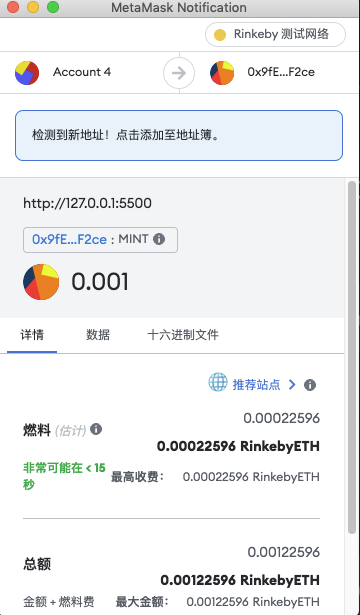 MetaMask Notification
Rinkeby 测试网络
Account 4
0x9fE...F2ce
检测到新地址！点击添加至地址簿。
http://127.0.0.1:5500
0x9fE...F2ce : MINT
0.001
详情 数据 十六进制文件
推荐站点
0.00022596
燃料 (估计)
0.00022596 RinkebyETH
非常可能在 < 15 秒
最高收费： 0.00022596 RinkebyETH
0.00122596
总额
0.00122596 RinkebyETH
金额 + 燃料费 最大金额： 0.00122596 RinkebyETH